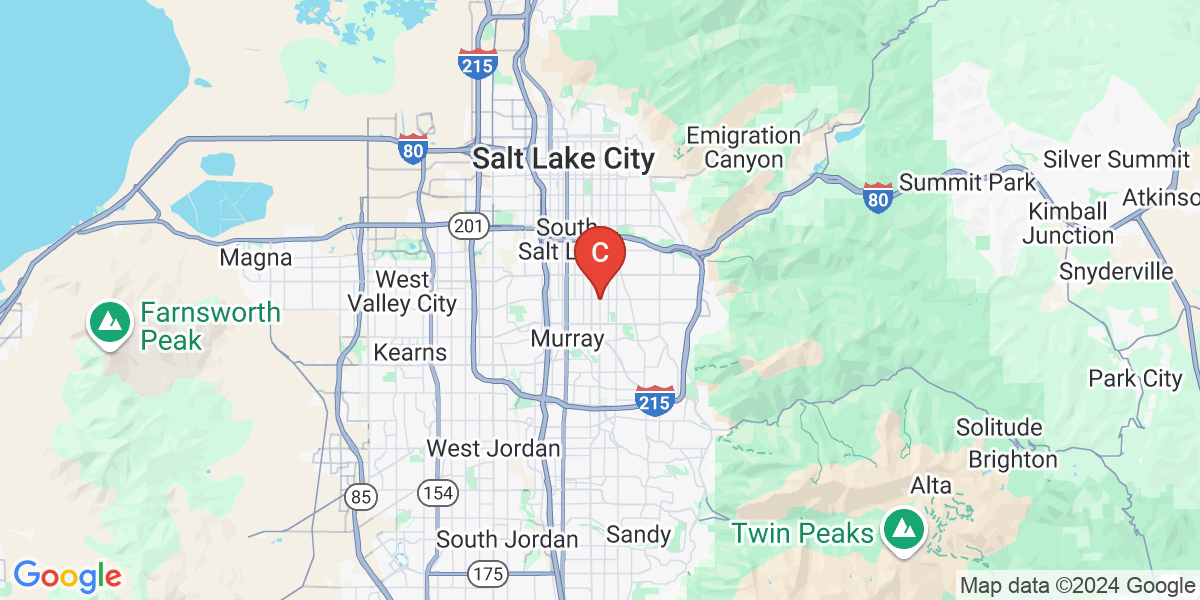 215
80
Salt Lake City
Emigration
Canyon
Silver Summit
Summit Park
80
Atkinso
Kimball
Junction
201
South
Salt L
C
Magna
West
Valley City
Snyderville
Farnsworth
Peak
Murray
Kearns
Park City
215
Solitude
Brighton
West Jordan
Alta
85
154
Sandy
Twin Peaks
South Jordan
175
Google
Map data ©2024 Google